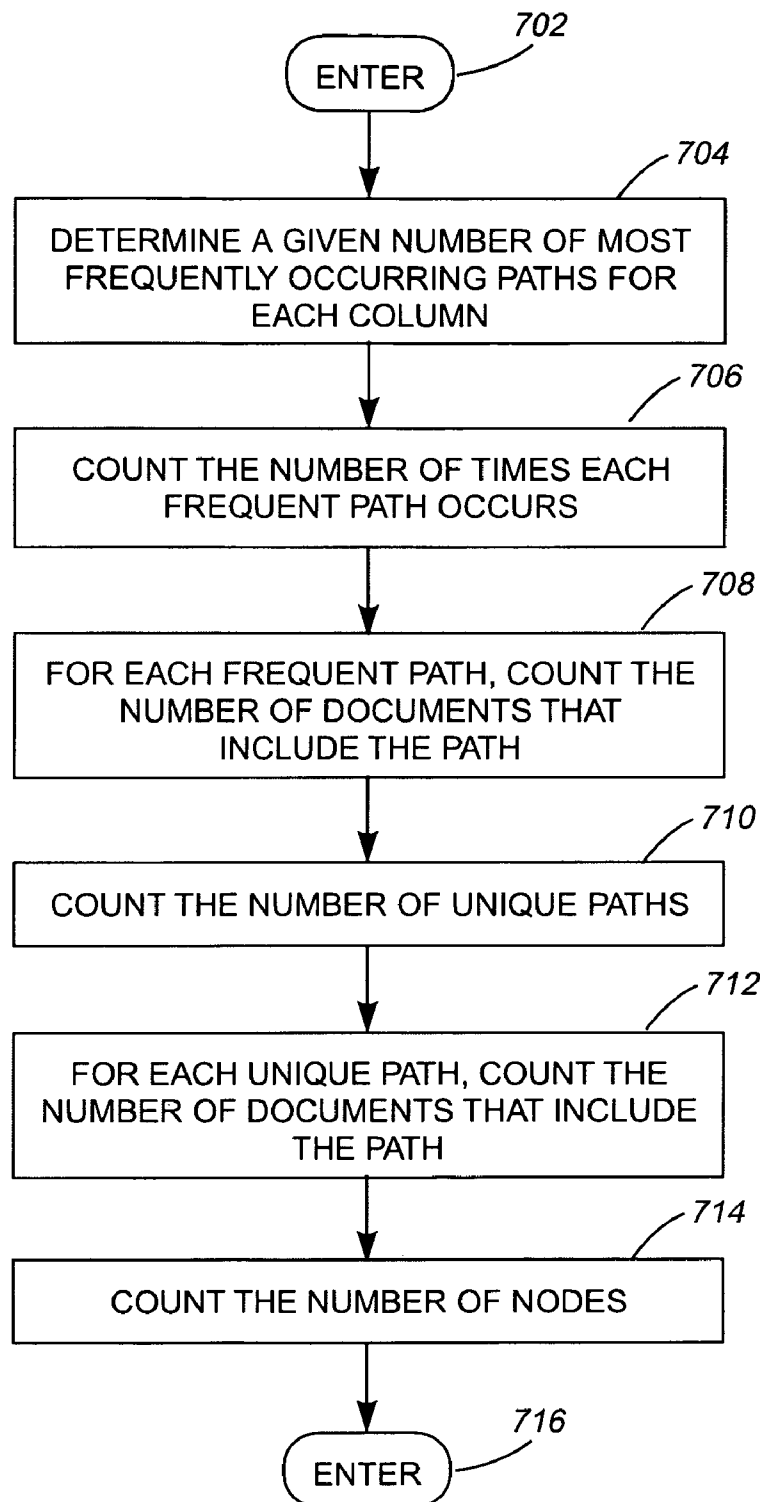 702
ENTER
704
DETERMINE A GIVEN NUMBER OF MOST
FREQUENTLY OCCURRING PATHS FOR
EACH COLUMN
706
COUNT THE NUMBER OF TIMES EACH
FREQUENT PATH OCCURS
708
FOR EACH FREQUENT PATH, COUNT THE
NUMBER OF DOCUMENTS THAT
INCLUDE THE PATH
710
COUNT THE NUMBER OF UNIQUE PATHS
712
FOR EACH UNIQUE PATH, COUNT THE
NUMBER OF DOCUMENTS THAT INCLUDE
THE PATH
714
COUNT THE NUMBER OF NODES
716
ENTER